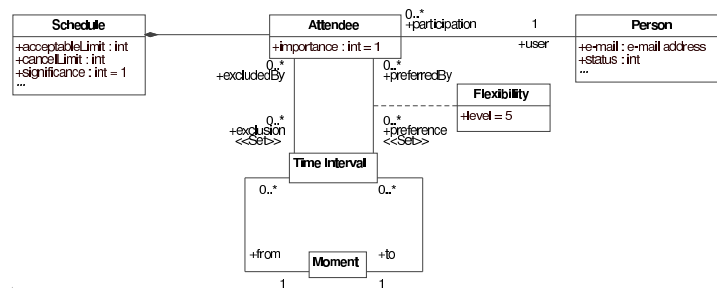 Schedule
+acceptableLimit : int
+cancelLimit : int
+significance : int = 1
...
Attendee
+importance : int = 1
0..*
+participation
1
+user
Person
+e-mail : e-mail address
+status : int
...
0..*
+excludedBy
0..*
+preferredBy
Flexibility
+level = 5
0..*
+exclusion
<<Set>>
0..*
+preference
<<Set>>
Time Interval
0..*
0..*
+from
+to
Moment
1
1